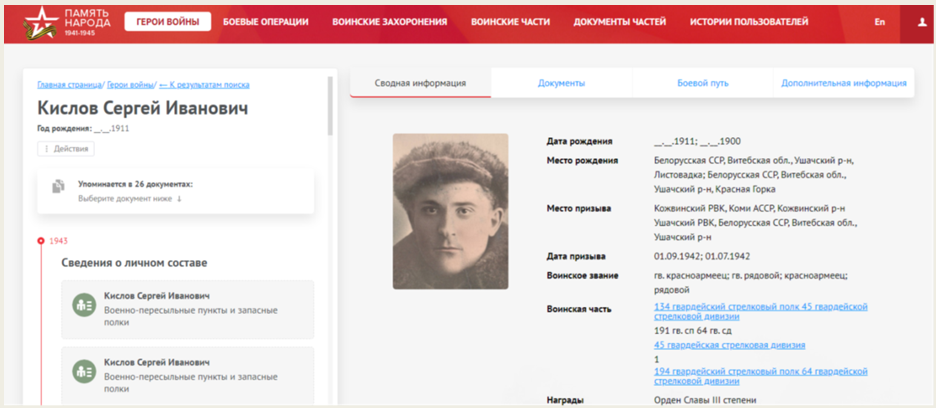 ПАМЯТЬ
НАРОДА
1941-1945
ГЕРОИ ВОЙНЫ
БОЕВЫЕ ОПЕРАЦИИ
ВОИНСКИЕ ЗАХОРОНЕНИЯ
ВОИНСКИЕ ЧАСТИ
ДОКУМЕНТЫ ЧАСТЕЙ
ИСТОРИИ ПОЛЬЗОВАТЕЛЕЙ
En
Главная страница/ Герои войны/ ← К результатам поиска
Кислов Сергей Иванович
Год рождения: __.__.1911
Действия
Упоминается в 26 документах:
Выберите документ ниже ↓
1943
Сведения о личном составе
Кислов Сергей Иванович
Военно-пересыльные пункты и запасные
полки
Кислов Сергей Иванович
Военно-пересыльные пункты и запасные
полки
Сводная информация
Документы
Боевой путь
Дополнительная информация
Дата рождения __.__.1911; __.__.1900
Место рождения Белорусская ССР, Витебская обл., Ушачский р-н,
Листовадка; Белорусская ССР, Витебская обл.,
Ушачский р-н, Красная Горка
Место призыва Кожвинский РВК, Коми АССР, Кожвинский р-н
Ушачский РВК, Белорусская ССР, Витебская обл.,
Ушачский р-н
Дата призыва 01.09.1942; 01.07.1942
Воинское звание гв. красноармеец; гв. рядовой; красноармеец;
рядовой
Воинская часть 134 гвардейский стрелковый полк 45 гвардейской
стрелковой дивизии
191 гв. сп 64 гв. сд
45 гвардейская стрелковая дивизия
1
194 гвардейский стрелковый полк 64 гвардейской
стрелковой дивизии
Награды Орден Славы III степени